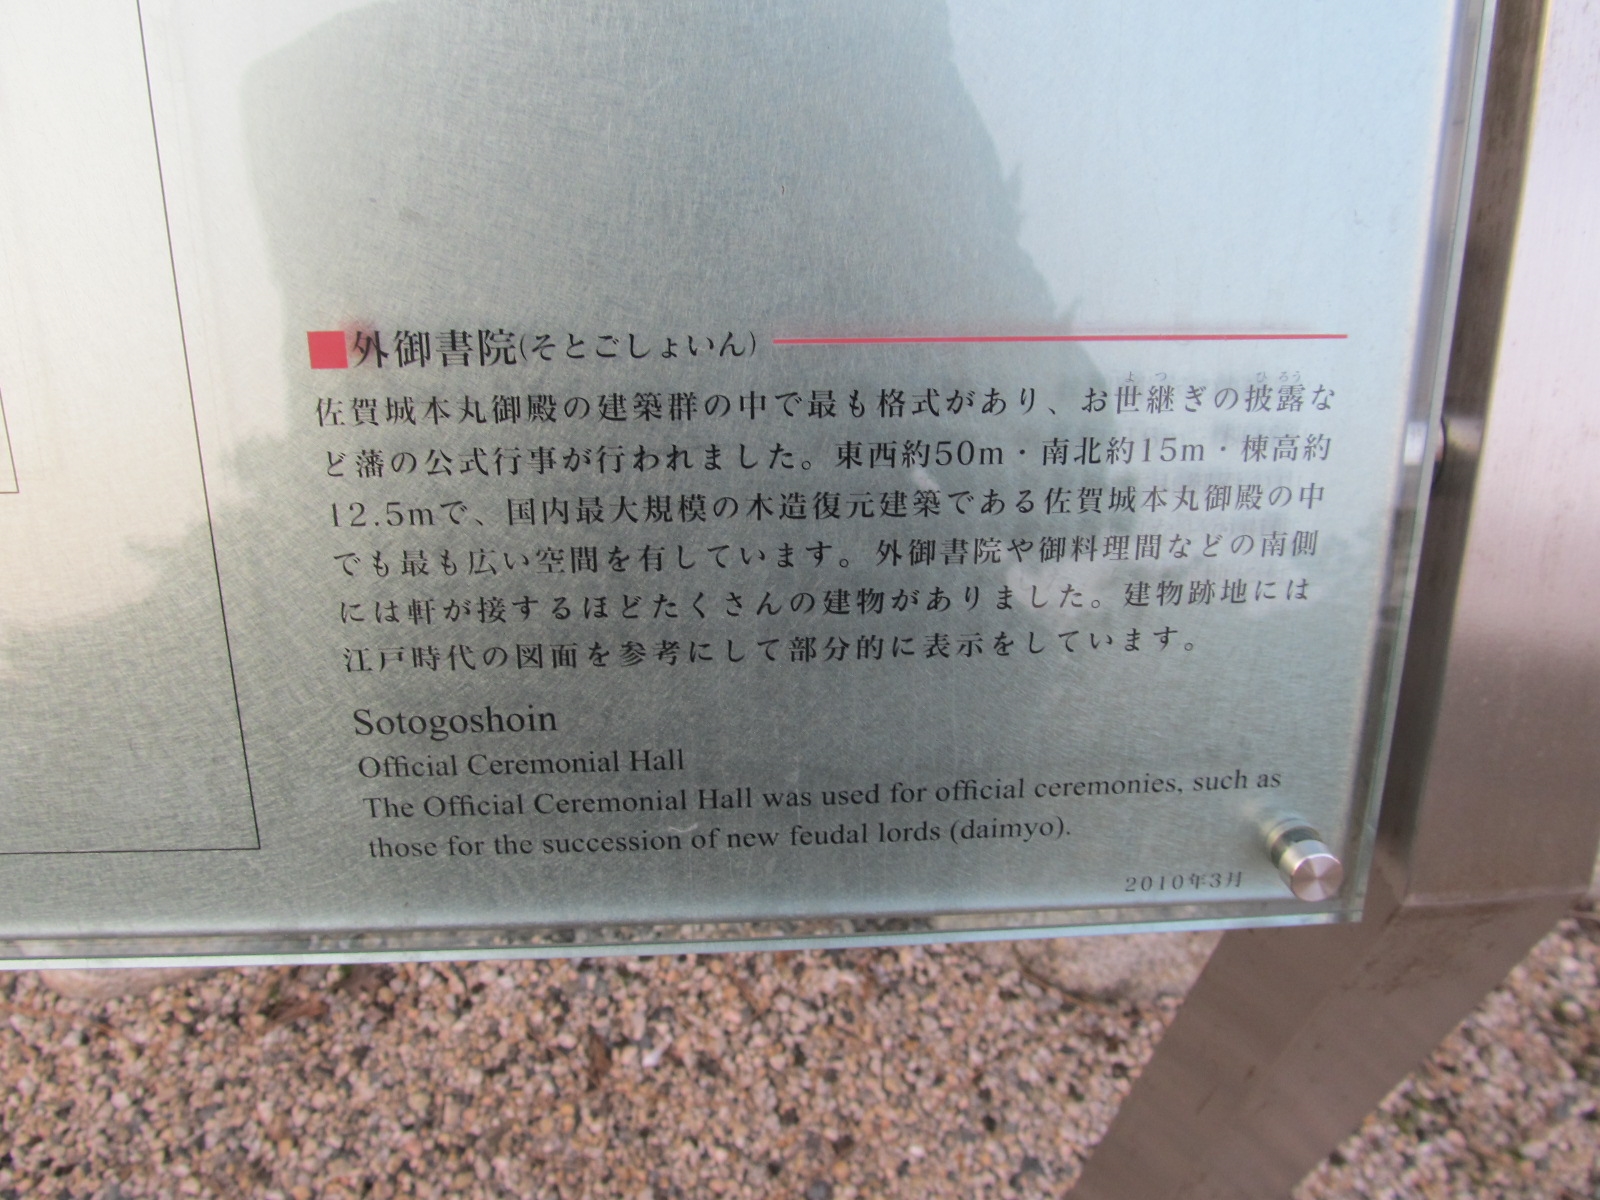 ■外御書院(そとごしょいん)
佐賀城本丸御殿の建築群の中で最も格式があり、お世継ぎの披露な
ど藩の公式行事が行われました。東西約50m・南北約15m・棟高約
12.5mで、国内最大規模の木造復元建築である佐賀城本丸御殿の中
でも最も広い空間を有しています。外御書院や御料理間などの南側
には軒が接するほどたくさんの建物がありました。建物跡地には
江戸時代の図面を参考にして部分的に表示をしています。
Sotogoshoin
Official Ceremonial Hall
The Official Ceremonial Hall was used for official ceremonies, such as
those for the succession of new feudal lords (daimyo).
2010年3月